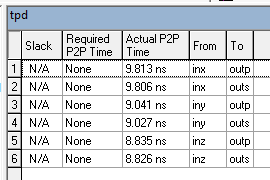 tpd
Slack Required P2P Time Actual P2P Time From To
1 N/A None 9.813 ns inx outp
2 N/A None 9.806 ns inx outs
3 N/A None 9.041 ns iny outp
4 N/A None 9.027 ns iny outs
5 N/A None 8.835 ns inz outp
6 N/A None 8.826 ns inz outs